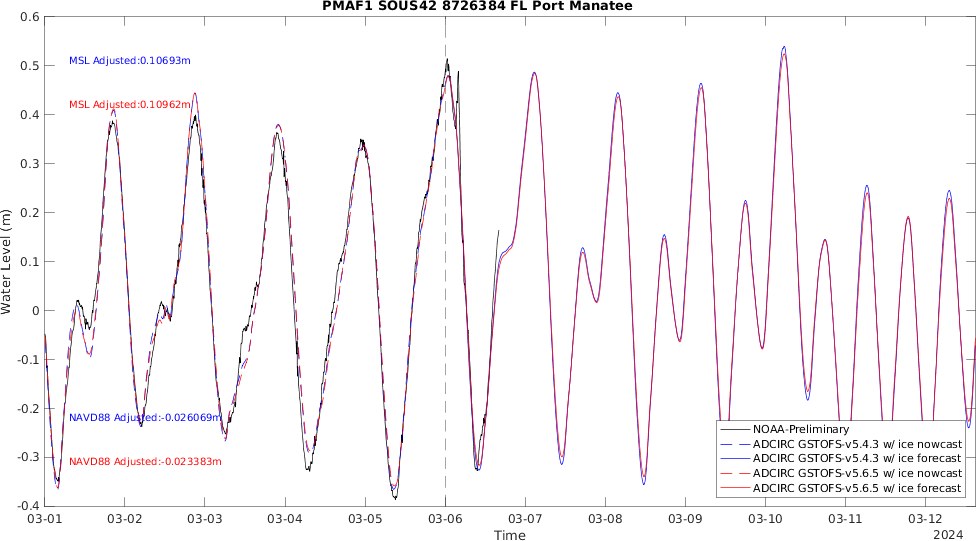 PMAF1 SOUS42 8726384 FL Port Manatee
0.6
0.5
0.4
0.3
0.2
0.1
0
-0.1
-0.2
-0.3
-0.4
Water Level (m)
MSL Adjusted:0.10693m
MSL Adjusted:0.10962m
NAVD88 Adjusted:-0.026069m
NAVD88 Adjusted:-0.023383m
NOAA-Preliminary
ADCIRC GSTOFS-v5.4.3 w/ ice nowcast
ADCIRC GSTOFS-v5.4.3 w/ ice forecast
ADCIRC GSTOFS-v5.6.5 w/ ice nowcast
ADCIRC GSTOFS-v5.6.5 w/ ice forecast
03-01 03-02 03-03 03-04 03-05 03-06 03-07 03-08 03-09 03-10 03-11 03-12
Time
2024